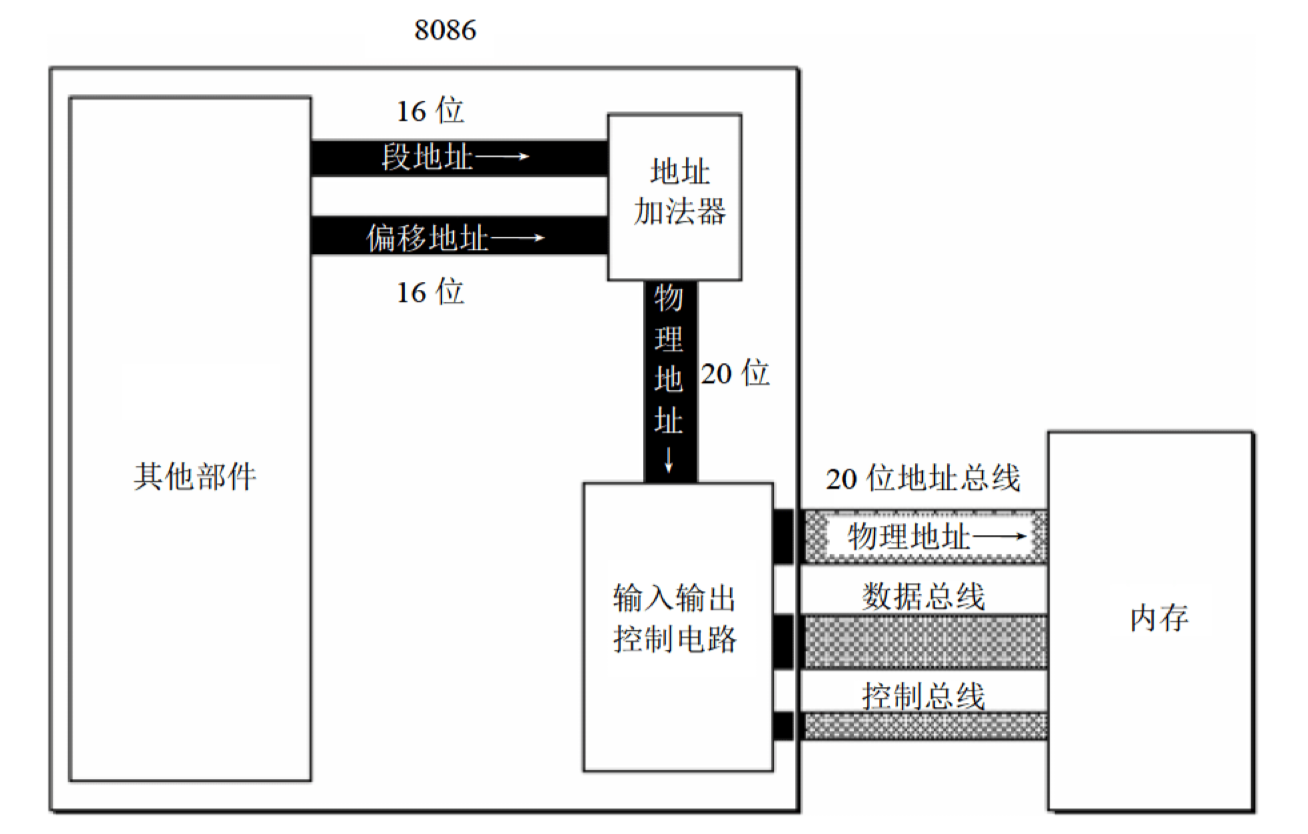 8086
16 位
段地址→
偏移地址→
16 位
地址
加法器
物
理
地
址
↓
20 位
其他部件
输入输出
控制电路
20 位地址总线
物理地址→
数据总线
控制总线
内存